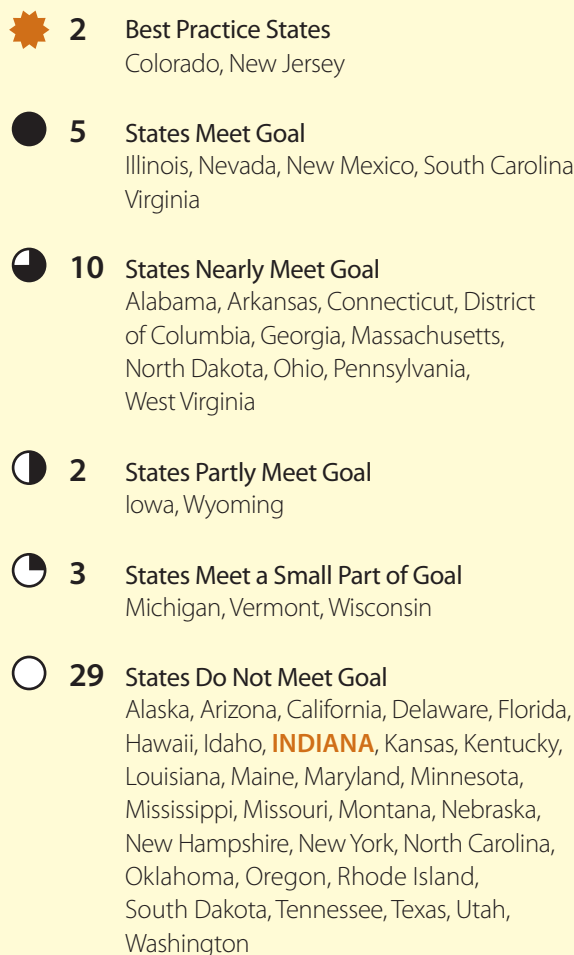 2 Best Practice States
Colorado, New Jersey
5 States Meet Goal
Illinois, Nevada, New Mexico, South Carolina
Virginia
10 States Nearly Meet Goal
Alabama, Arkansas, Connecticut, District
of Columbia, Georgia, Massachusetts,
North Dakota, Ohio, Pennsylvania,
West Virginia
2 States Partly Meet Goal
Iowa, Wyoming
3 States Meet a Small Part of Goal
Michigan, Vermont, Wisconsin
29 States Do Not Meet Goal
Alaska, Arizona, California, Delaware, Florida,
Hawaii, Idaho, INDIANA, Kansas, Kentucky,
Louisiana, Maine, Maryland, Minnesota,
Mississippi, Missouri, Montana, Nebraska,
New Hampshire, New York, North Carolina,
Oklahoma, Oregon, Rhode Island,
South Dakota, Tennessee, Texas, Utah,
Washington